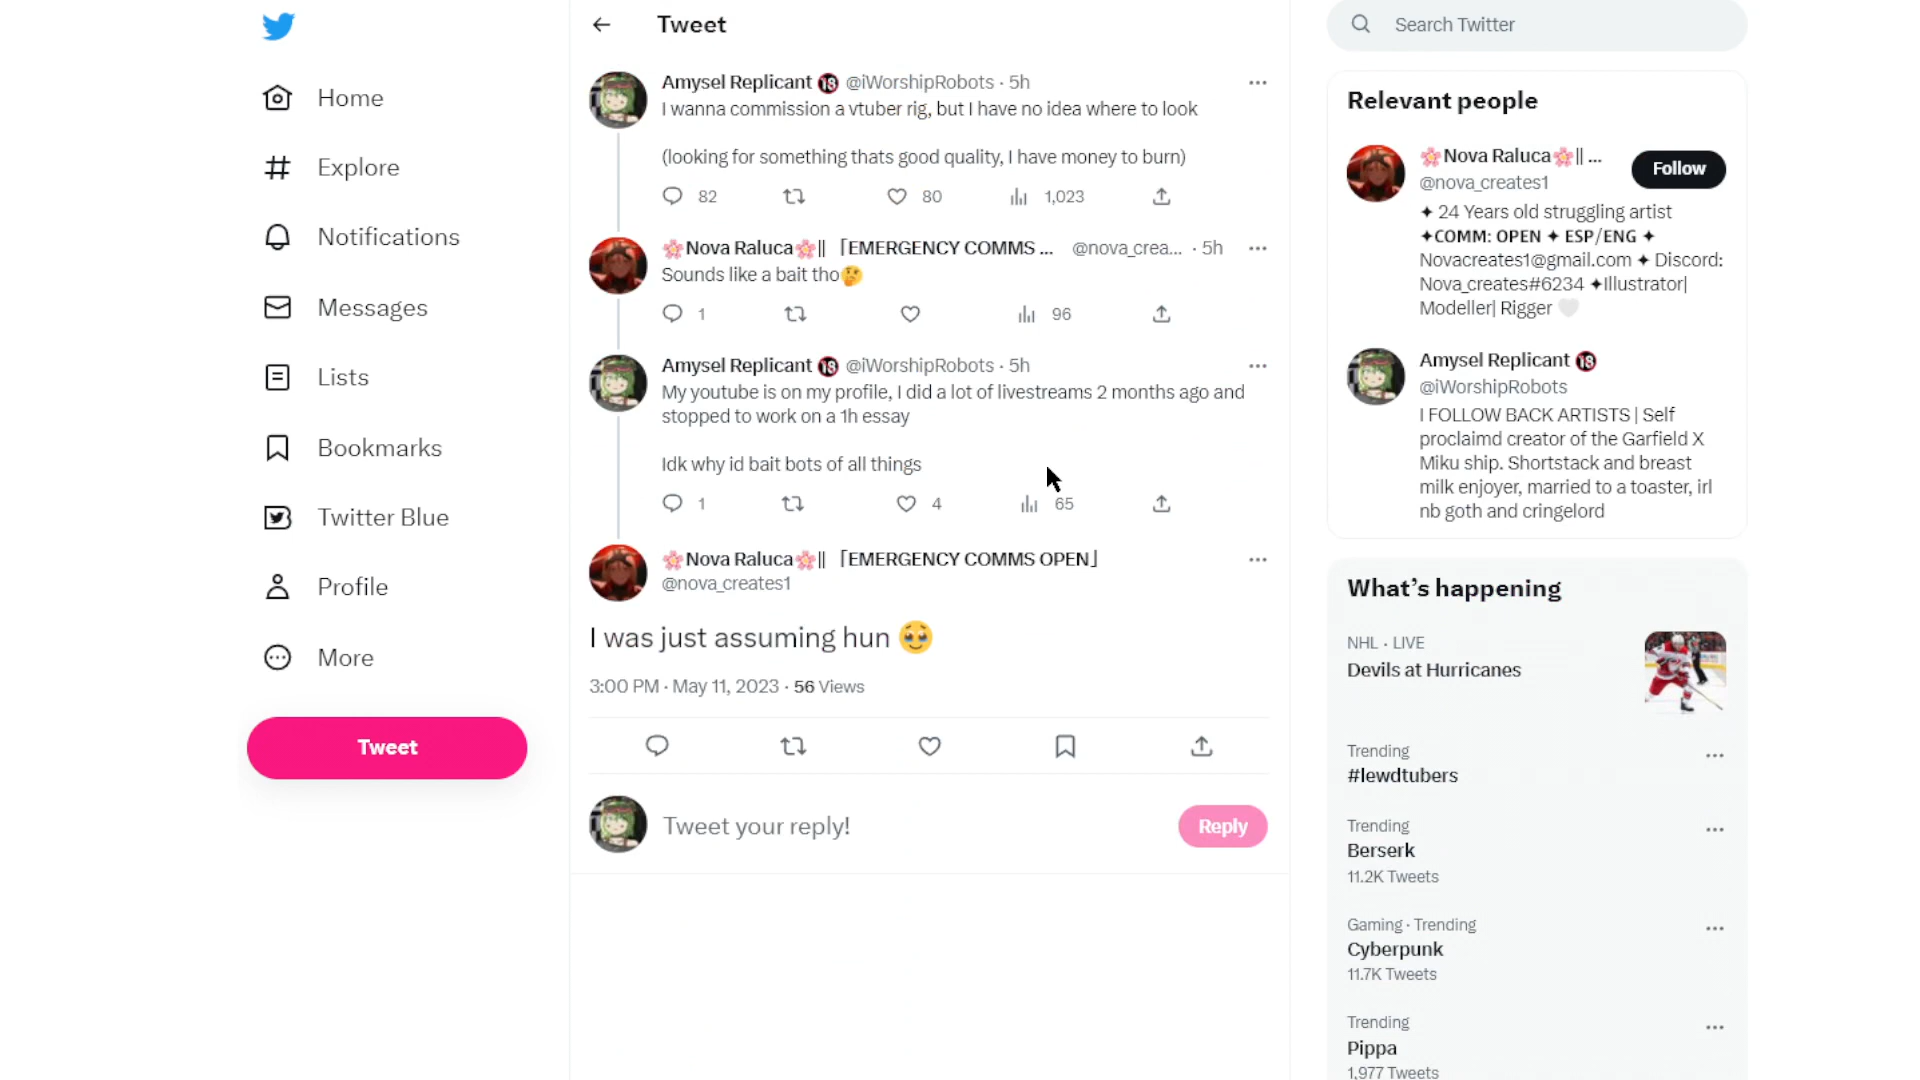 Home
Explore
Notifications
Messages
Lists
Bookmarks
Twitter Blue
Profile
More
Tweet
Tweet
Amysel Replicant 🔞 @iWorshipRobots · 5h
I wanna commission a vtuber rig, but I have no idea where to look
(looking for something thats good quality, I have money to burn)
82 80 1,023
🌸Nova Raluca🌸|| 「EMERGENCY COMMS ... @nova_crea... · 5h
Sounds like a bait tho🤔
1 96
Amysel Replicant 🔞 @iWorshipRobots · 5h
My youtube is on my profile, I did a lot of livestreams 2 months ago and
stopped to work on a 1h essay
Idk why id bait bots of all things
1 4 65
🌸Nova Raluca🌸|| 「EMERGENCY COMMS OPEN」
@nova_creates1
I was just assuming hun 🥹
3:00 PM · May 11, 2023 · 56 Views
Tweet your reply!
Reply
Search Twitter
Relevant people
🌸Nova Raluca🌸|| ...
@nova_creates1
Follow
✦ 24 Years old struggling artist
✦COMM: OPEN ✦ ESP/ENG ✦
Novacreates1@gmail.com ✦ Discord:
Nova_creates#6234 ✦Illustrator|
Modeller| Rigger 🤍
Amysel Replicant 🔞
@iWorshipRobots
I FOLLOW BACK ARTISTS | Self
proclaimd creator of the Garfield X
Miku ship. Shortstack and breast
milk enjoyer, married to a toaster, irl
nb goth and cringelord
What's happening
NHL · LIVE
Devils at Hurricanes
Trending
#lewdtubers
Trending
Berserk
11.2K Tweets
Gaming · Trending
Cyberpunk
11.7K Tweets
Trending
Pippa
1,977 Tweets